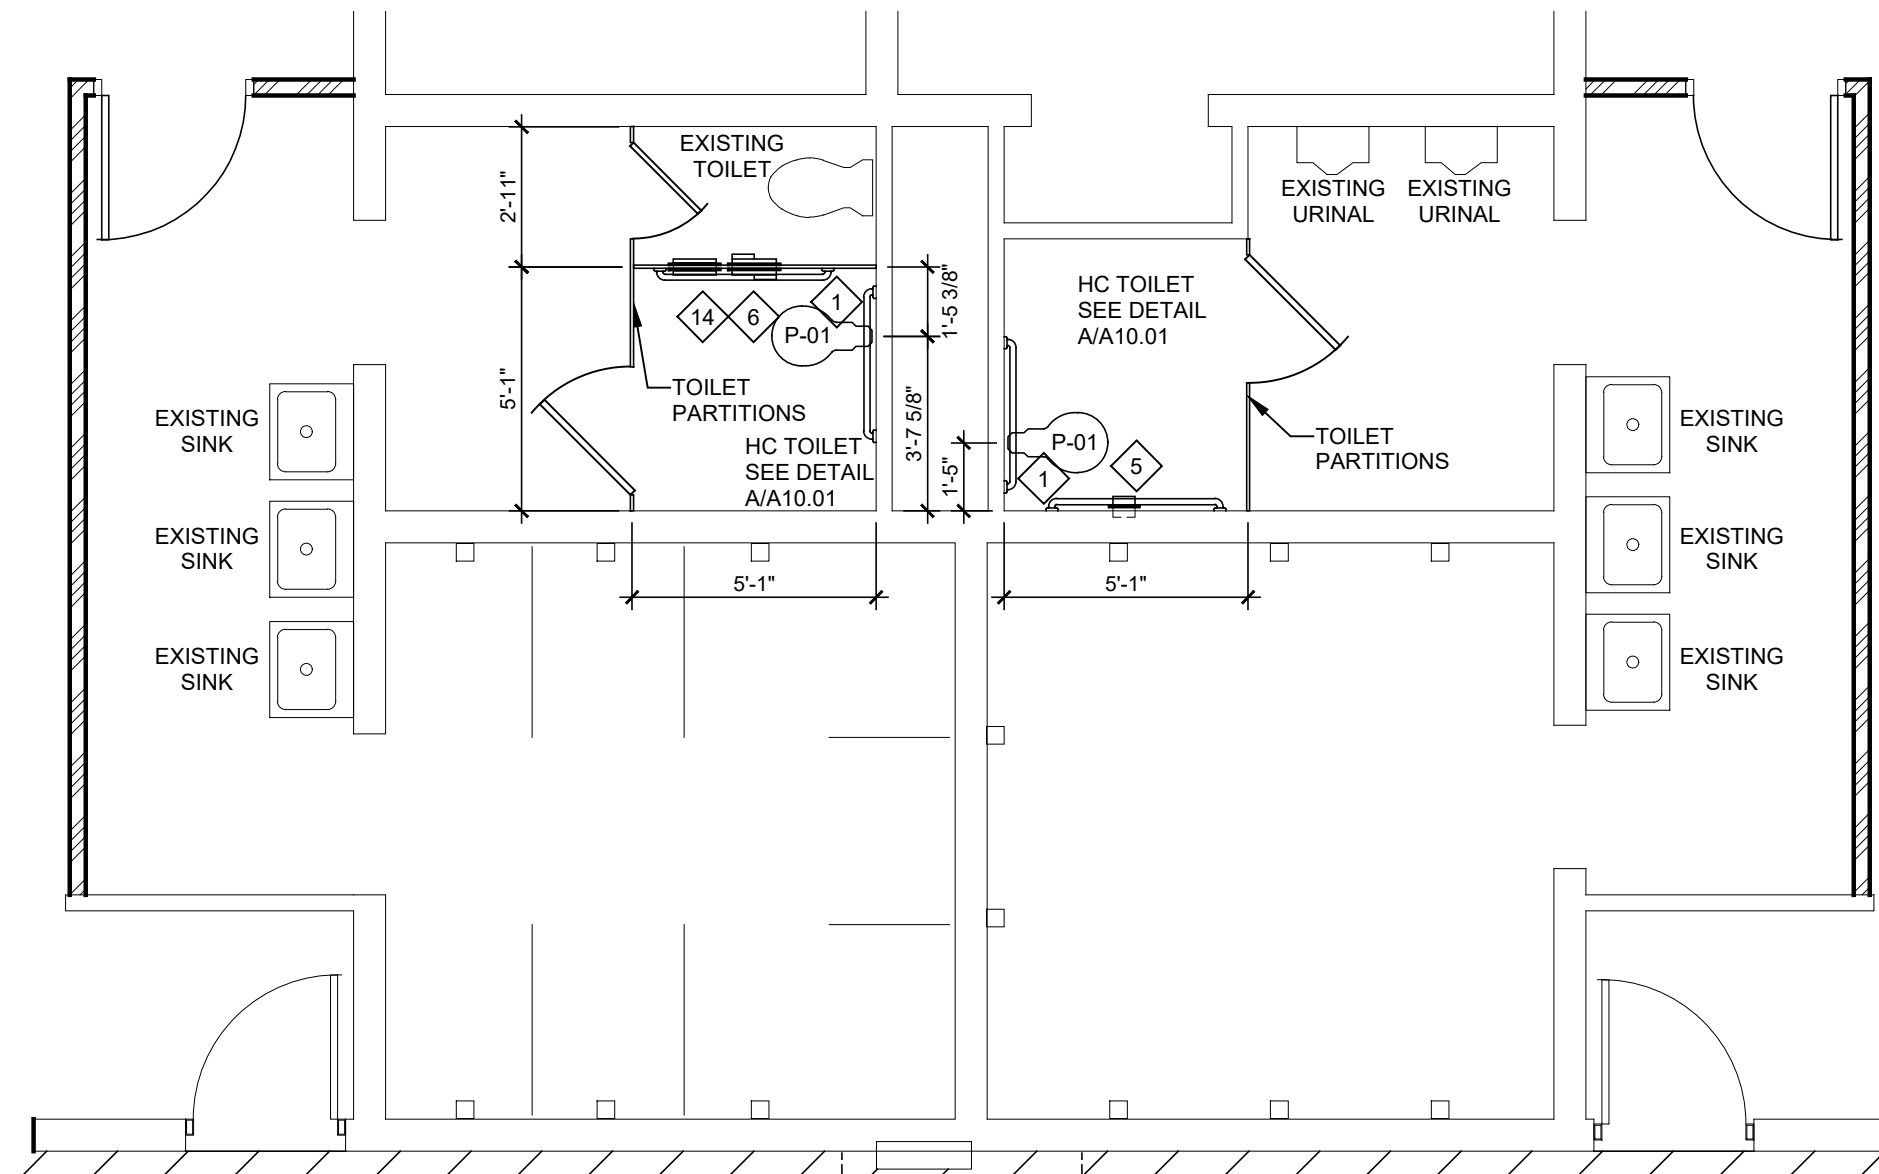 EXISTING
TOILET
2'-11"
EXISTING
URINAL
EXISTING
URINAL
1'-5 3/8"
HC TOILET
SEE DETAIL
A/A10.01
14
6
1
P-01
5'-1"
TOILET
PARTITIONS
3'-7 5/8"
HC TOILET
SEE DETAIL
A/A10.01
1'-5"
P-01
1
5
TOILET
PARTITIONS
EXISTING
SINK
EXISTING
SINK
EXISTING
SINK
EXISTING
SINK
5'-1"
5'-1"
EXISTING
SINK
EXISTING
SINK